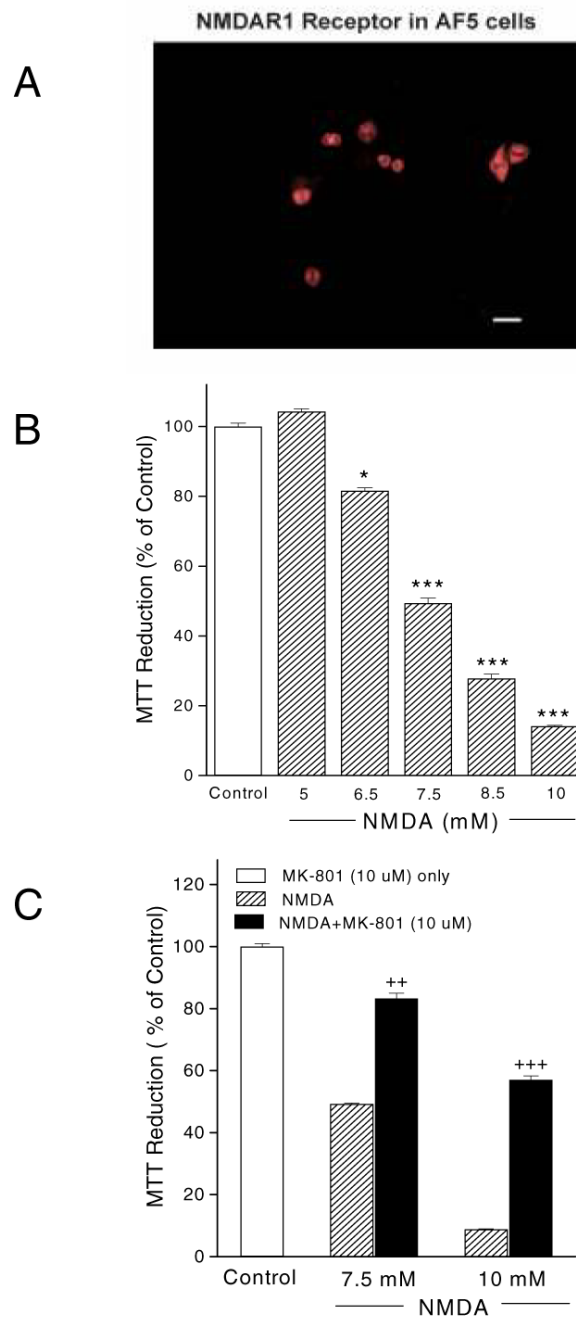 NMDAR1 Receptor in AF5 cells
A
B
MTT Reduction (% of Control)
100
80
60
40
20
0
*
***
***
***
Control 5 6.5 7.5 8.5 10
NMDA (mM)
C
MTT Reduction ( % of Control)
120
100
80
60
40
20
0
MK-801 (10 uM) only
NMDA
NMDA+MK-801 (10 uM)
++
+++
Control 7.5 mM 10 mM
NMDA